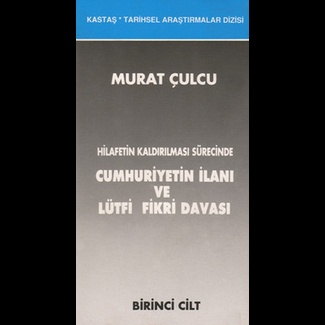 KASTAŞ * TARİHSEL ARAŞTIRMALAR DİZİSİ
MURAT ÇULCU
HİLAFETİN KALDIRILMASI SÜRECİNDE
CUMHURİYETİN İLANI
VE
LÜTFİ FİKRİ DAVASI
BİRİNCİ CİLT